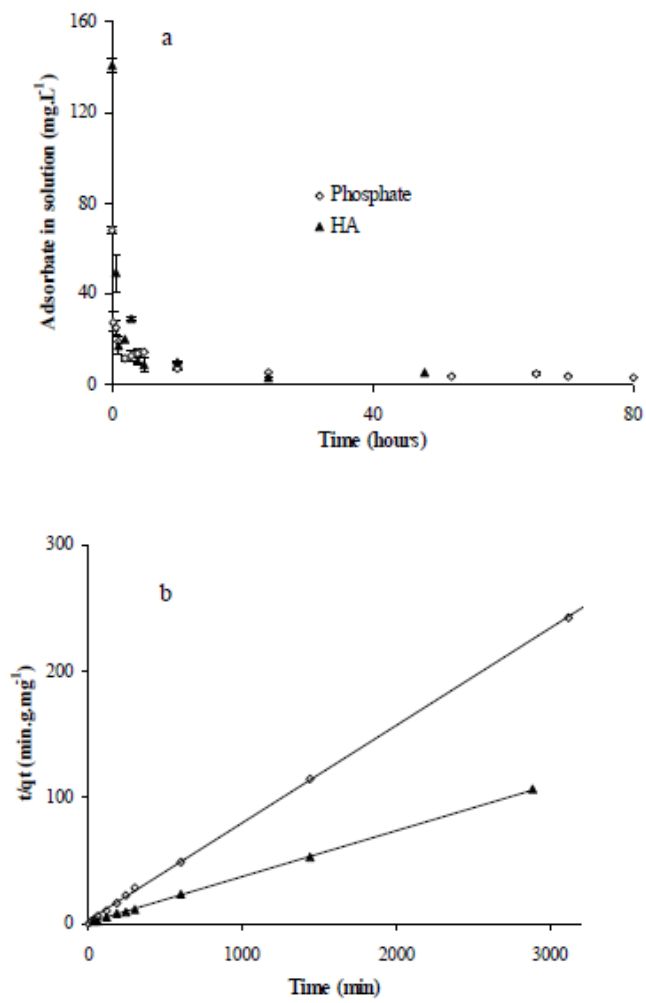 160
a
120
80
40
0
Adsorbate in solution (mg.L-1)
Phosphate
HA
0 40 80
Time (hours)
300
b
200
100
0
t/qt (min.g.mg-1)
0 1000 2000 3000
Time (min)